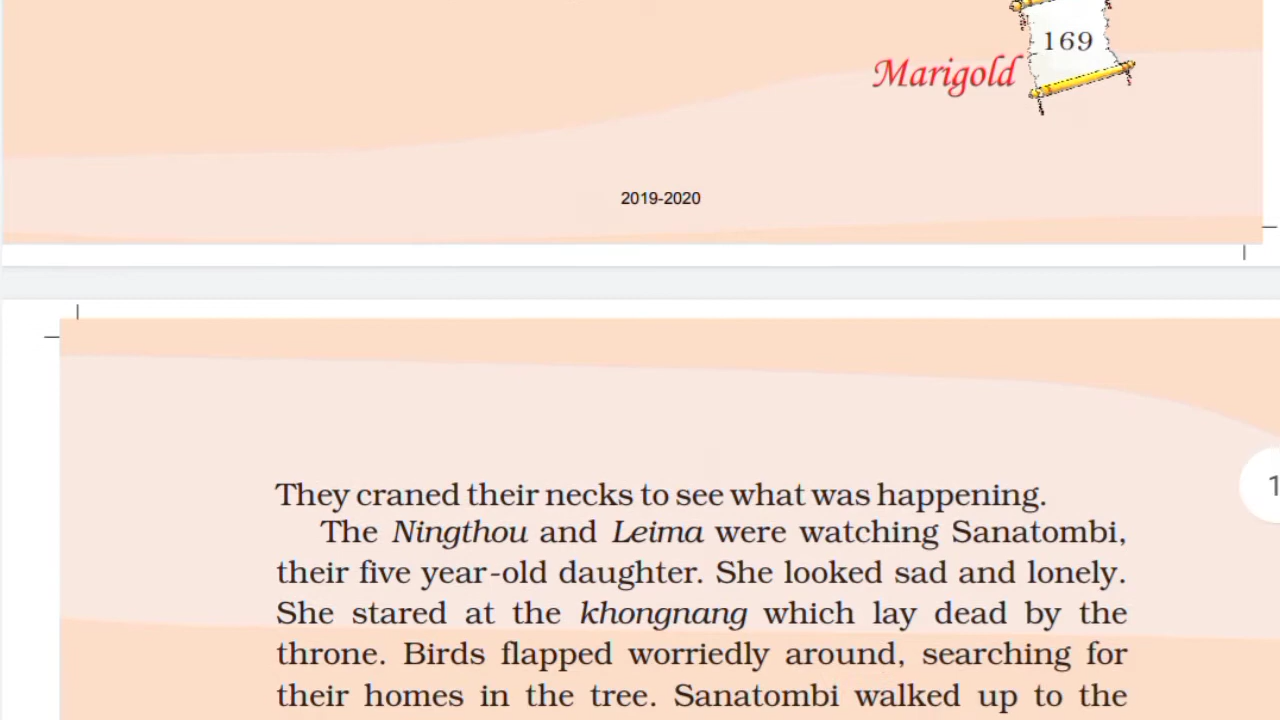 169
Marigold
2019-2020
They craned their necks to see what was happening.
The Ningthou and Leima were watching Sanatombi,
their five year-old daughter. She looked sad and lonely.
She stared at the khongnang which lay dead by the
throne. Birds flapped worriedly around, searching for
their homes in the tree. Sanatombi walked up to the